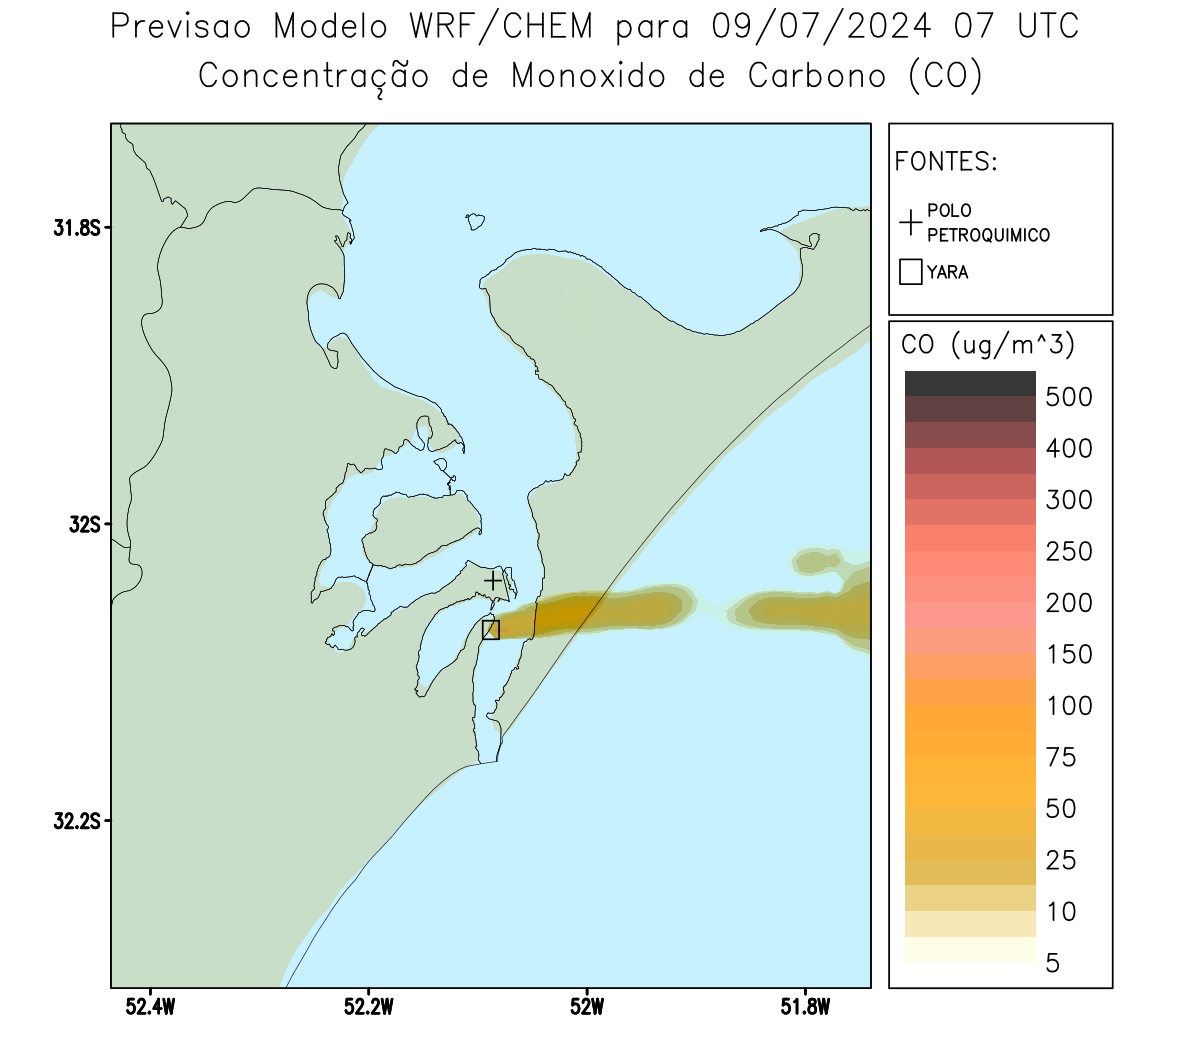 Previsao Modelo WRF/CHEM para 09/07/2024 07 UTC
Concentração de Monoxido de Carbono (CO)
FONTES:
POLO
PETROQUIMICO
YARA
CO (ug/m^3)
500
400
300
250
200
150
100
75
50
25
10
5
31.8S
32S
32.2S
52.4W
52.2W
52W
51.8W